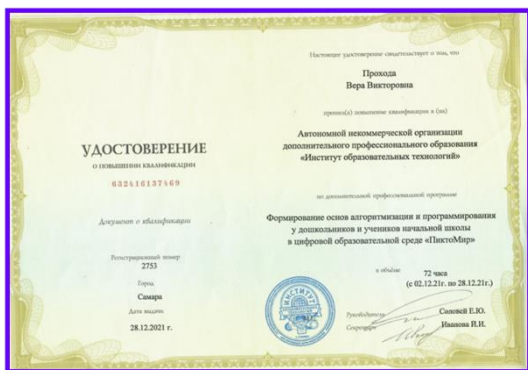 УДОСТОВЕРЕНИЕ
О ПОВЫШЕНИИ КВАЛИФИКАЦИИ
632416137469
Документ о квалификации
Регистрационный номер
2753
Город
Самара
Дата выдачи
28.12.2021 г.
Настоящее удостоверение свидетельствует о том, что
Прохода
Вера Викторовна
прошел(а) повышение квалификации в (на)
Автономной некоммерческой организации
дополнительного профессионального образования
«Институт образовательных технологий»
по дополнительной профессиональной программе
Формирование основ алгоритмизации и программирования
у дошкольников и учеников начальной школы
в цифровой образовательной среде «ПиктоМир»
в объёме
72 часа
(с 02.12.21г. по 28.12.21г.)
Руководитель
Соловей Е.Ю.
Секретарь
Иванова И.И.
ИНСТИТУТ